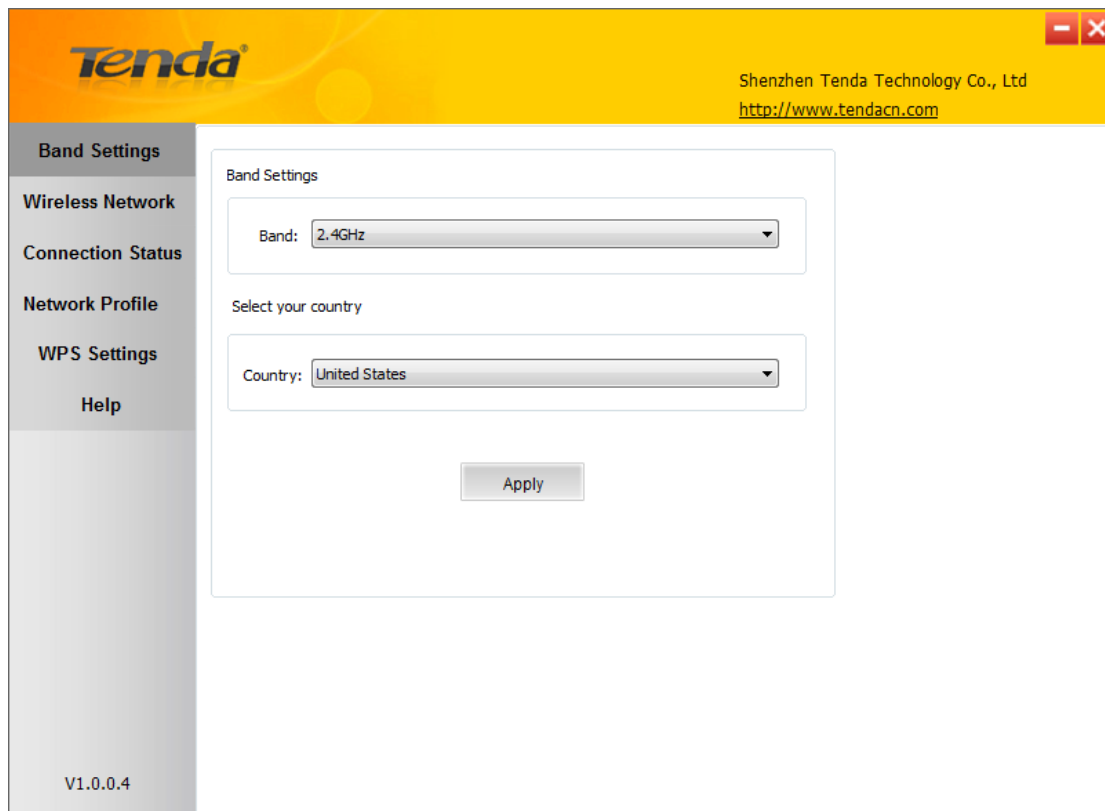 Tenda®
Shenzhen Tenda Technology Co., Ltd
http://www.tendacn.com
Band Settings
Wireless Network
Connection Status
Network Profile
WPS Settings
Help
V1.0.0.4
Band Settings
Band: 2.4GHz
Select your country
Country: United States
Apply